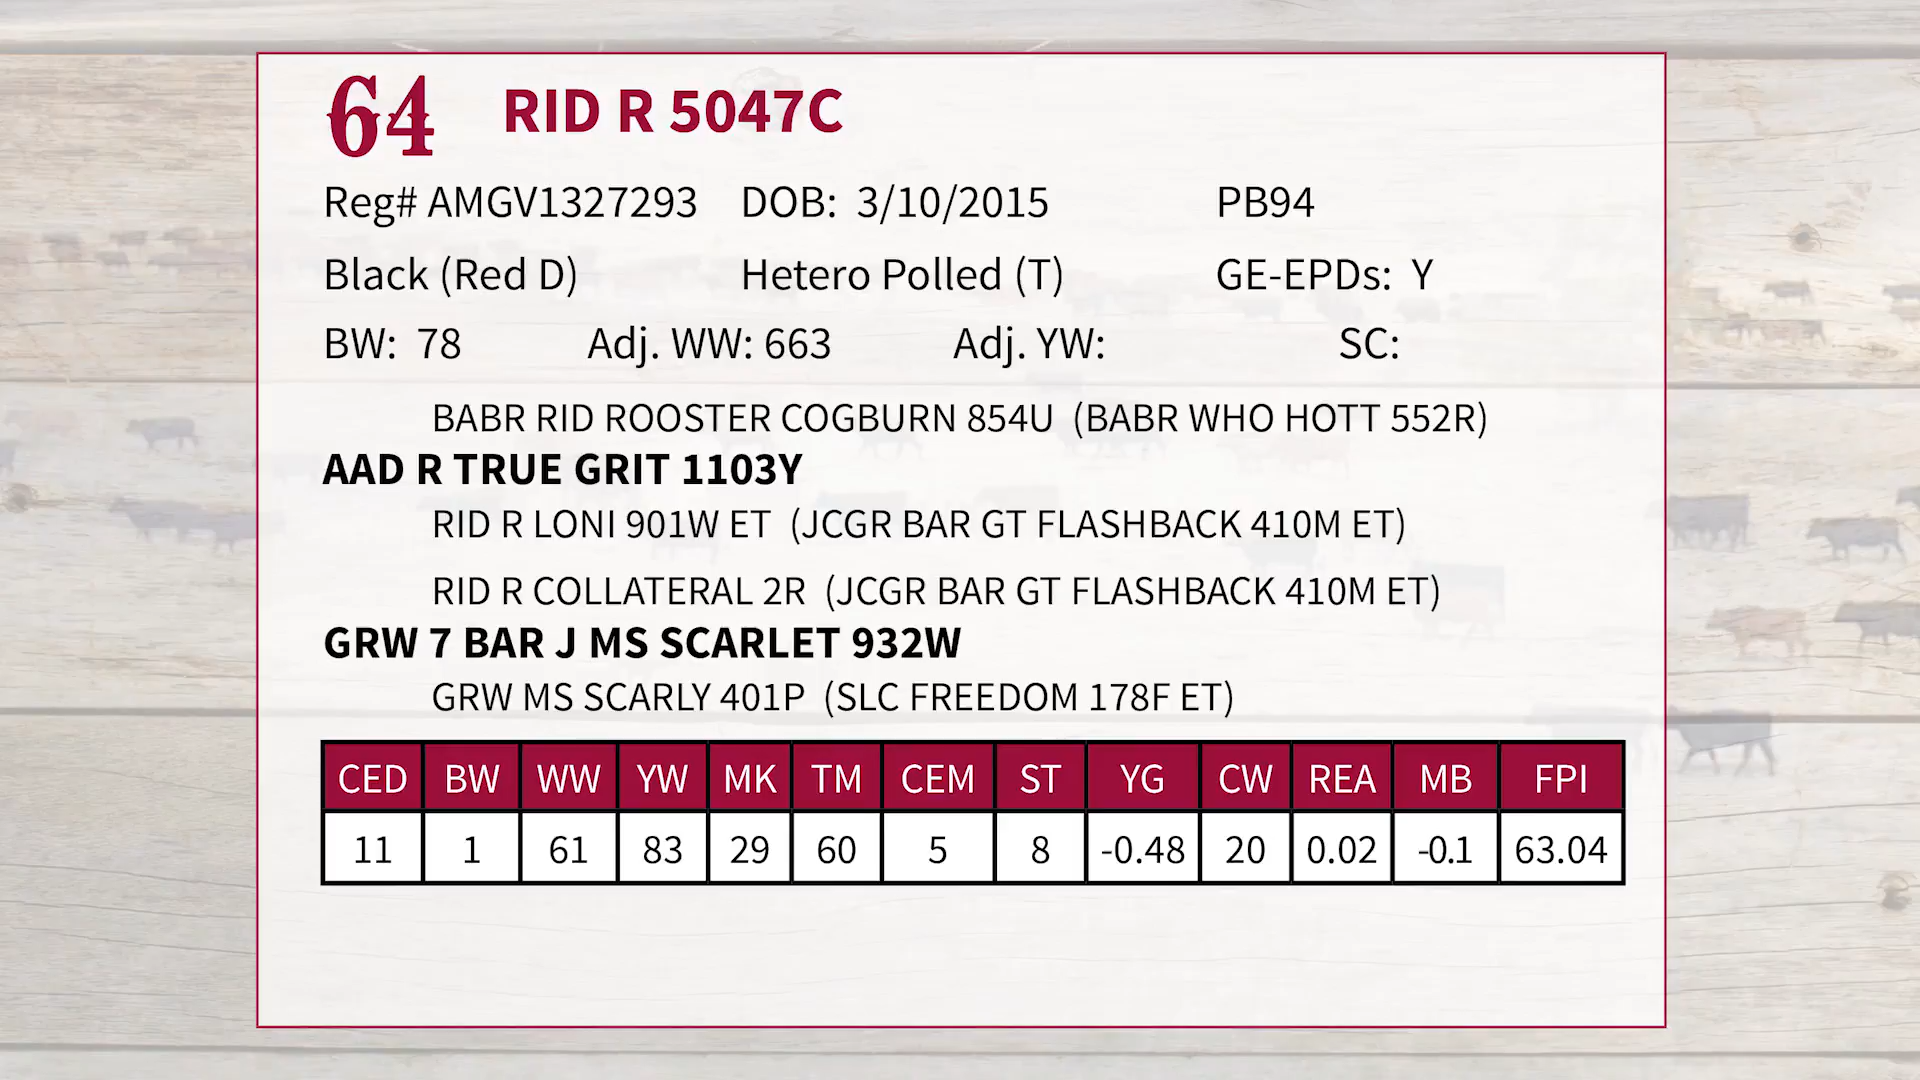 64 RID R 5047C
Reg# AMGV1327293 DOB: 3/10/2015 PB94
Black (Red D) Hetero Polled (T) GE-EPDs: Y
BW: 78 Adj. WW: 663 Adj. YW: SC:
BABR RID ROOSTER COGBURN 854U (BABR WHO HOTT 552R)
AAD R TRUE GRIT 1103Y
RID R LONI 901W ET (JCGR BAR GT FLASHBACK 410M ET)
RID R COLLATERAL 2R (JCGR BAR GT FLASHBACK 410M ET)
GRW 7 BAR J MS SCARLET 932W
GRW MS SCARLY 401P (SLC FREEDOM 178F ET)
CED BW WW YW MK TM CEM ST YG CW REA MB FPI
11 1 61 83 29 60 5 8 -0.48 20 0.02 -0.1 63.04